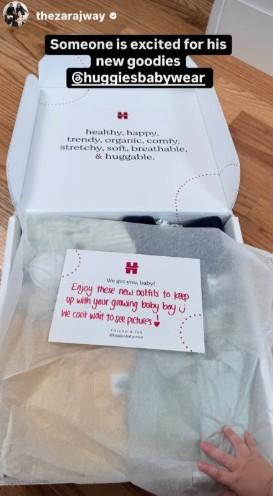 thezarajway
Someone is excited for his
new goodies
@huggiesbabywear
H
healthy, happy,
trendy, organic, comfy,
stretchy, soft, breathable,
& huggable.
H
We got you, baby!
Enjoy these new outfits to keep
up with your growing baby boy
We can't wait to see pictures!